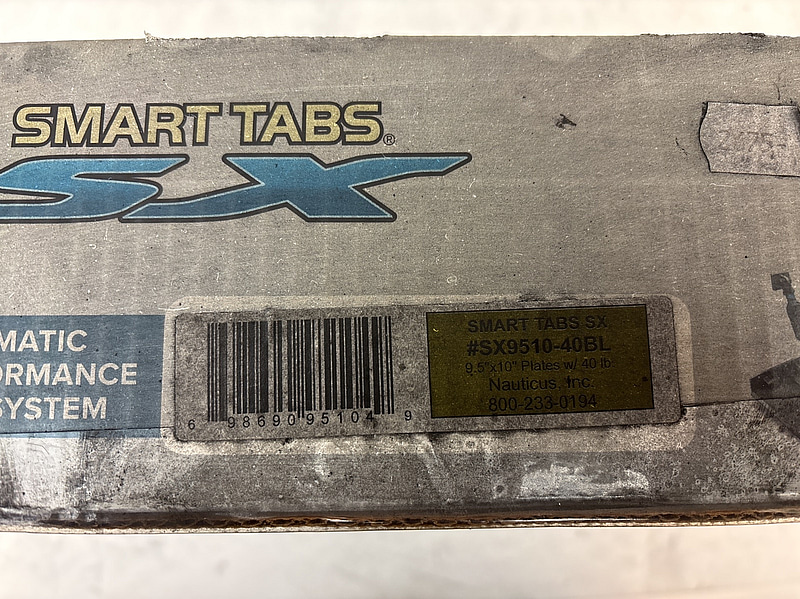 SMART TABS®
SX
MATIC
ORMANCE
SYSTEM
6 98690 95104 9
SMART TABS SX
#SX9510-40BL
9.5"x10" Plates w/ 40 lb
Nauticus, Inc.
800-233-0194